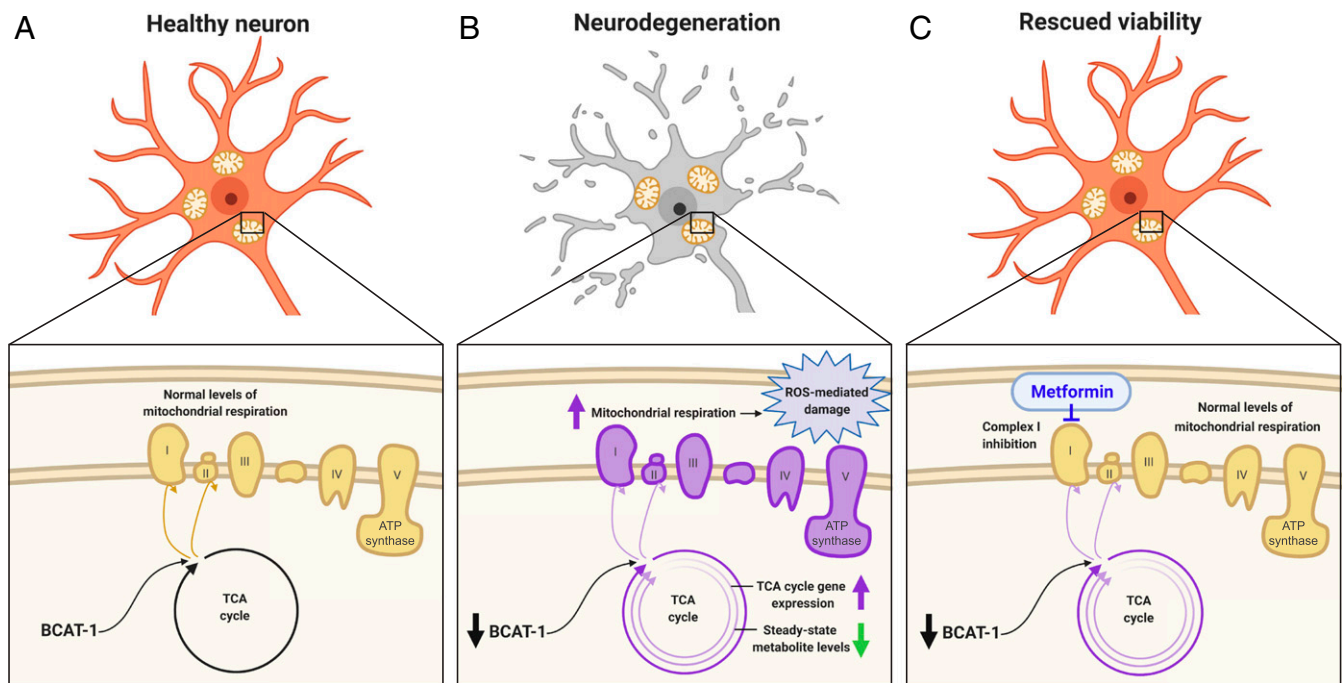 A
Healthy neuron
Normal levels of
mitochondrial respiration
I
II
III
IV
V
ATP
synthase
TCA
cycle
BCAT-1
B
Neurodegeneration
Mitochondrial respiration
ROS-mediated
damage
I
II
III
IV
V
ATP
synthase
TCA
cycle
TCA cycle gene
expression
Steady-state
metabolite levels
BCAT-1
C
Rescued viability
Metformin
Complex I
inhibition
Normal levels of
mitochondrial respiration
I
II
III
IV
V
ATP
synthase
TCA
cycle
BCAT-1